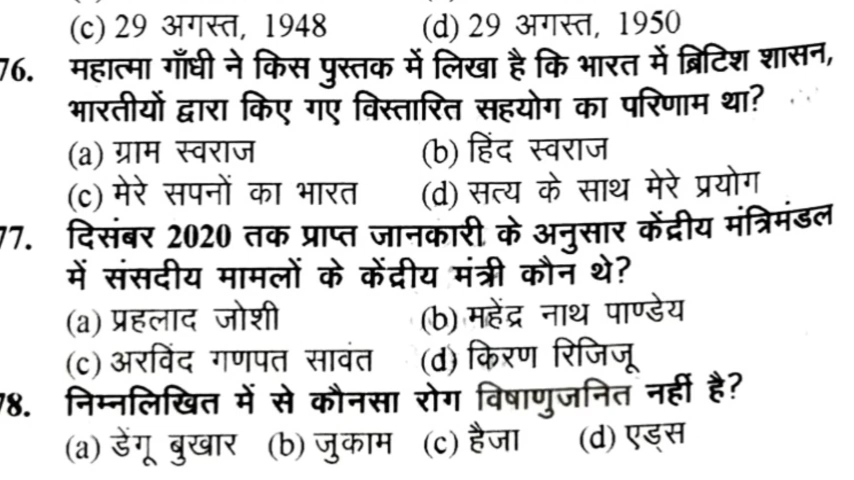 (c) 29 अगस्त, 1948 (d) 29 अगस्त, 1950
76. महात्मा गाँधी ने किस पुस्तक में लिखा है कि भारत में ब्रिटिश शासन,
भारतीयों द्वारा किए गए विस्तारित सहयोग का परिणाम था?
(a) ग्राम स्वराज (b) हिंद स्वराज
(c) मेरे सपनों का भारत (d) सत्य के साथ मेरे प्रयोग
77. दिसंबर 2020 तक प्राप्त जानकारी के अनुसार केंद्रीय मंत्रिमंडल
में संसदीय मामलों के केंद्रीय मंत्री कौन थे?
(a) प्रहलाद जोशी (b) महेंद्र नाथ पाण्डेय
(c) अरविंद गणपत सावंत (d) किरण रिजिजू
78. निम्नलिखित में से कौनसा रोग विषाणुजनित नहीं है?
(a) डेंगू बुखार (b) जुकाम (c) हैजा (d) एड्स